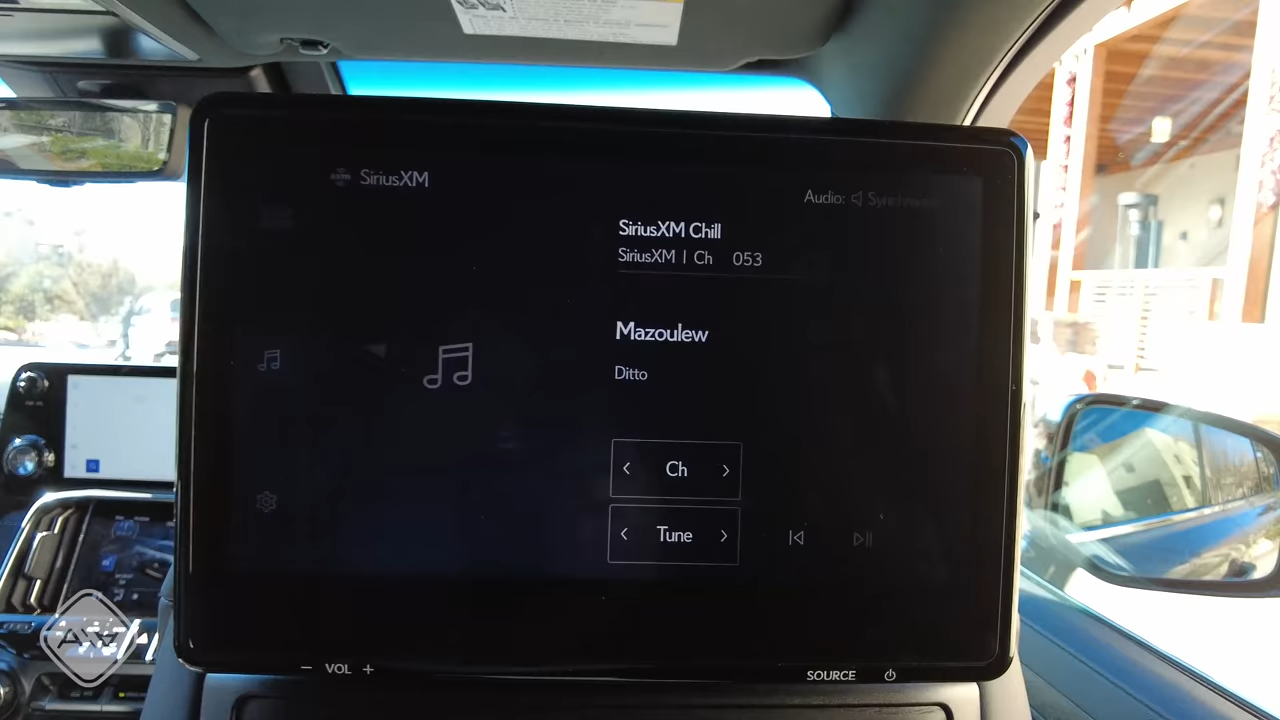 SiriusXM
Audio:
SiriusXM Chill
SiriusXM | Ch 053
Mazoulew
Ditto
< Ch >
< Tune >
− VOL +
SOURCE